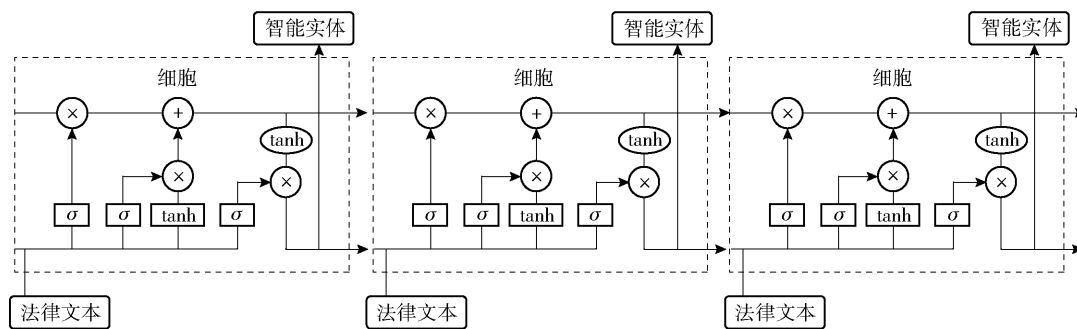 智能实体 智能实体 智能实体
细胞 细胞 细胞
× + × + × +
tanh tanh tanh
× × × × × ×
σ σ tanh σ σ σ tanh σ σ σ tanh σ
法律文本 法律文本 法律文本